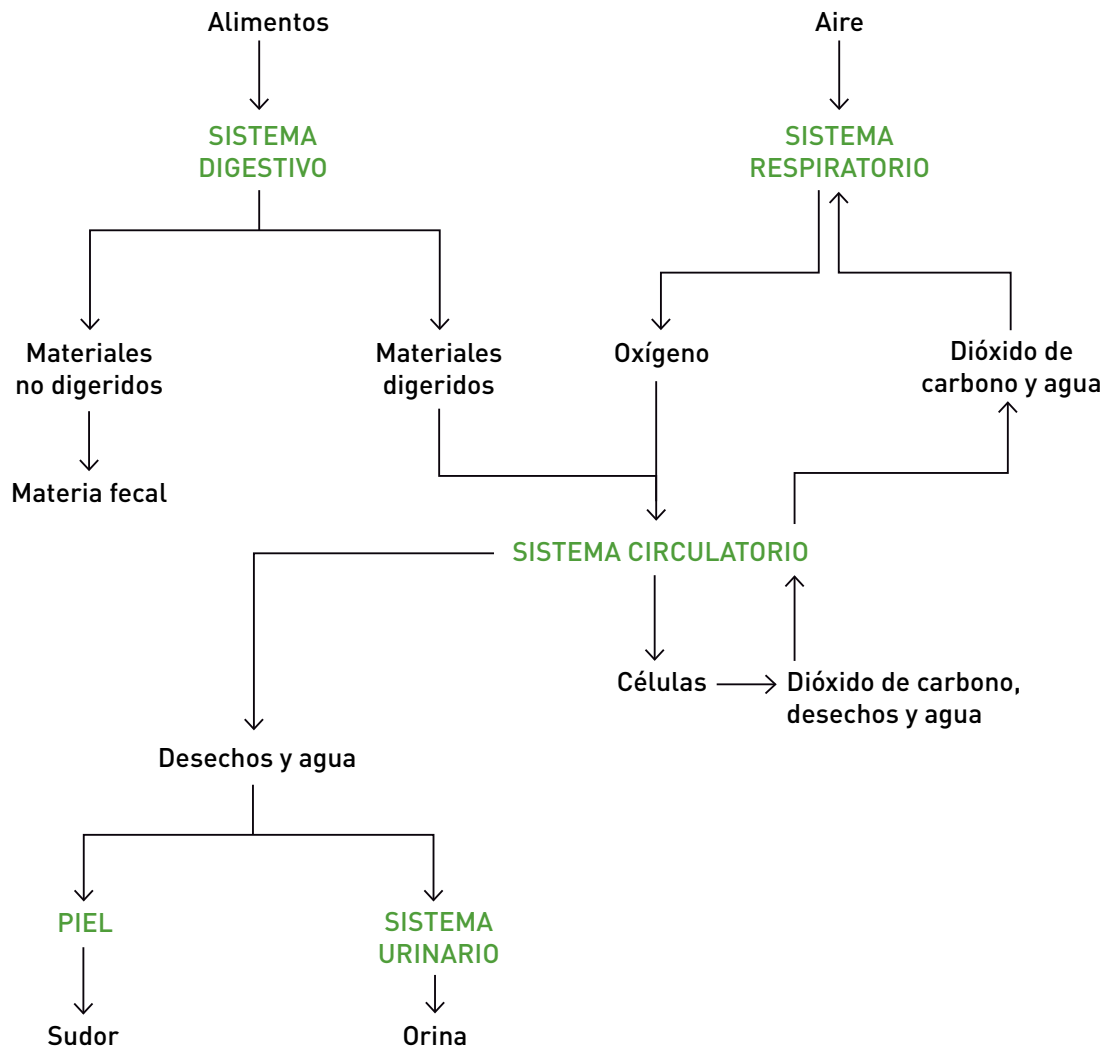 Alimentos
Aire
SISTEMA
DIGESTIVO
SISTEMA
RESPIRATORIO
Materiales
no digeridos
Materiales
digeridos
Oxígeno
Dióxido de
carbono y agua
Materia fecal
SISTEMA CIRCULATORIO
Células
Dióxido de carbono,
desechos y agua
Desechos y agua
PIEL
SISTEMA
URINARIO
Sudor
Orina